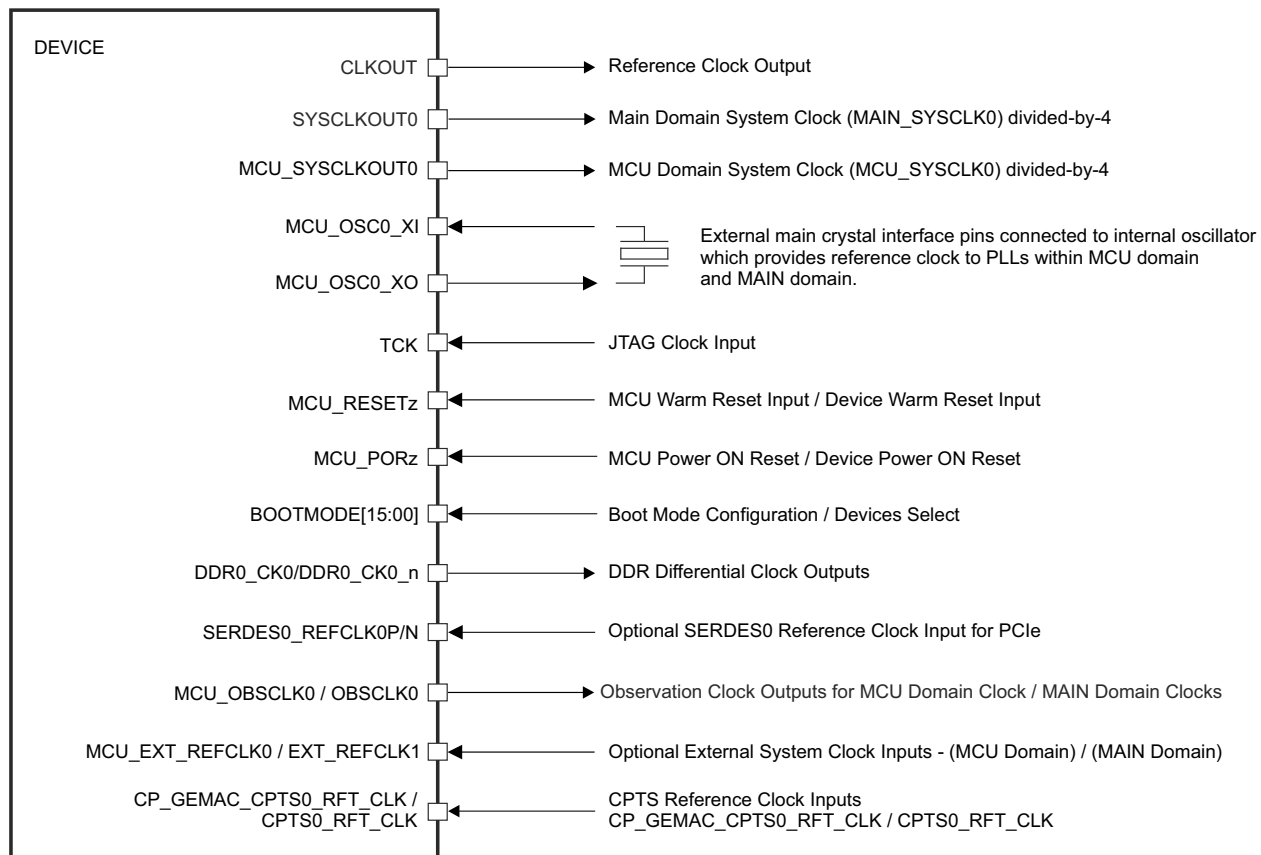 DEVICE
CLKOUT
Reference Clock Output
SYSCLKOUT0
Main Domain System Clock (MAIN_SYSCLK0) divided-by-4
MCU_SYSCLKOUT0
MCU Domain System Clock (MCU_SYSCLK0) divided-by-4
MCU_OSC0_XI
MCU_OSC0_XO
External main crystal interface pins connected to internal oscillator
which provides reference clock to PLLs within MCU domain
and MAIN domain.
TCK
JTAG Clock Input
MCU_RESETz
MCU Warm Reset Input / Device Warm Reset Input
MCU_PORz
MCU Power ON Reset / Device Power ON Reset
BOOTMODE[15:00]
Boot Mode Configuration / Devices Select
DDR0_CK0/DDR0_CK0_n
DDR Differential Clock Outputs
SERDES0_REFCLK0P/N
Optional SERDES0 Reference Clock Input for PCIe
MCU_OBSCLK0 / OBSCLK0
Observation Clock Outputs for MCU Domain Clock / MAIN Domain Clocks
MCU_EXT_REFCLK0 / EXT_REFCLK1
Optional External System Clock Inputs - (MCU Domain) / (MAIN Domain)
CP_GEMAC_CPTS0_RFT_CLK /
CPTS0_RFT_CLK
CPTS Reference Clock Inputs
CP_GEMAC_CPTS0_RFT_CLK / CPTS0_RFT_CLK